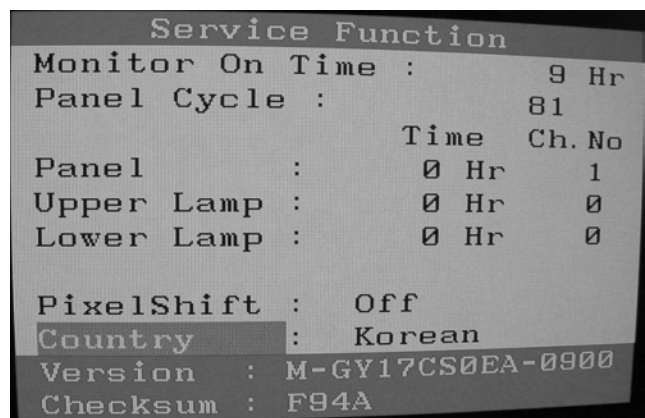 Service Function
Monitor On Time : 9 Hr
Panel Cycle : 81
Time Ch.No
Panel : 0 Hr 1
Upper Lamp : 0 Hr 0
Lower Lamp : 0 Hr 0
PixelShift : Off
Country : Korean
Version : M-GY17CS0EA-0900
Checksum : F94A